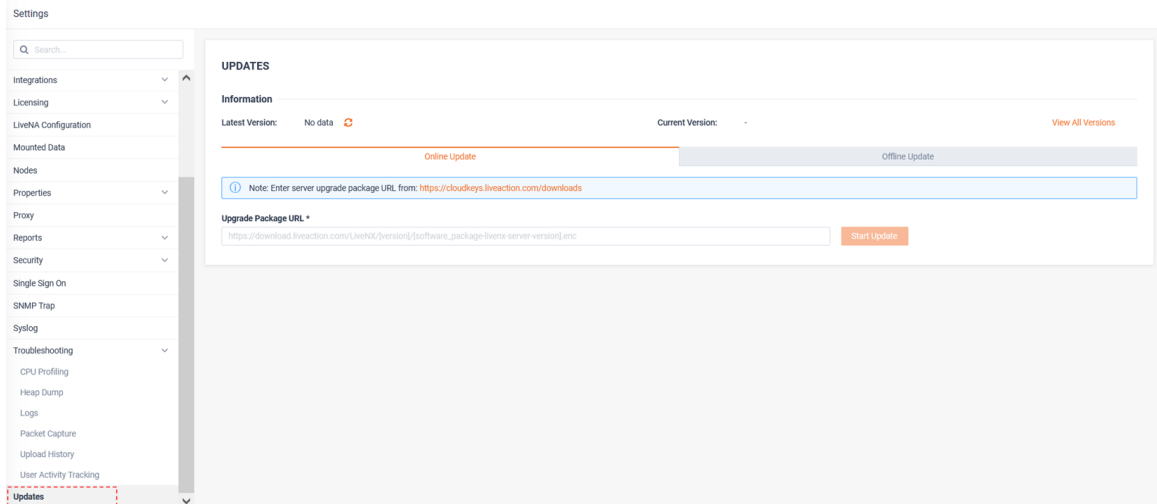 Settings
Search...
Integrations
Licensing
LiveNA Configuration
Mounted Data
Nodes
Properties
Proxy
Reports
Security
Single Sign On
SNMP Trap
Syslog
Troubleshooting
CPU Profiling
Heap Dump
Logs
Packet Capture
Upload History
User Activity Tracking
Updates
UPDATES
Information
Latest Version: No data Current Version: - View All Versions
Online Update Offline Update
Note: Enter server upgrade package URL from: https://cloudkeys.liveaction.com/downloads
Upgrade Package URL *
https://download.liveaction.com/LiveNX/[version]/[software_package-livenx-server-version].enc Start Update